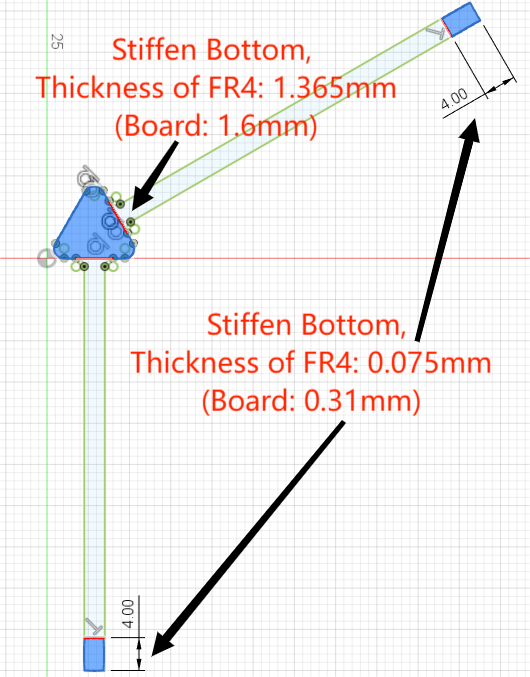 25
Stiffen Bottom,
Thickness of FR4: 1.365mm
(Board: 1.6mm)
4.00
Stiffen Bottom,
Thickness of FR4: 0.075mm
(Board: 0.31mm)
4.00